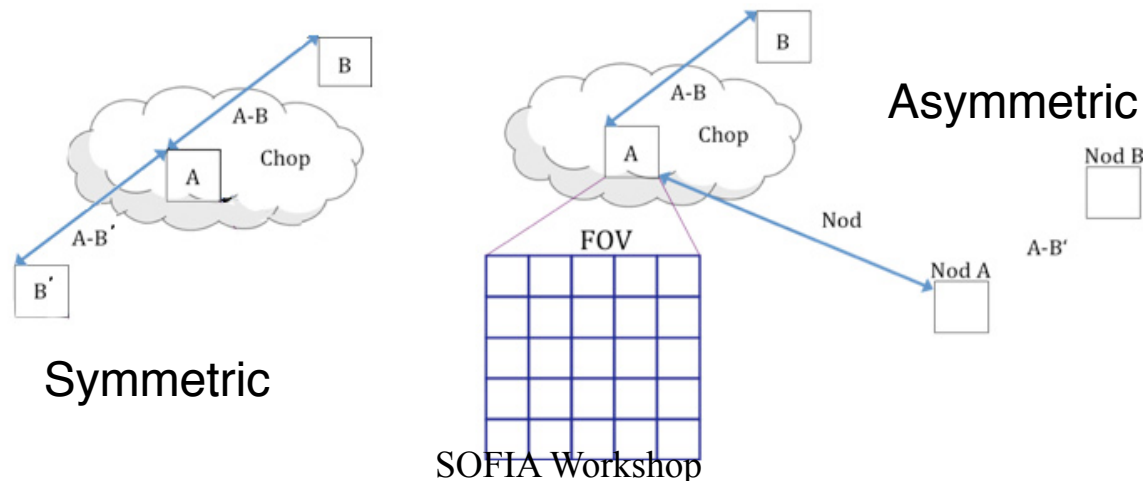 B
A-B
Chop
A
A-B´
B´
Symmetric
B
A-B
Chop
A
Asymmetric
Nod B
Nod
A-B'
Nod A
FOV
SOFIA Workshop